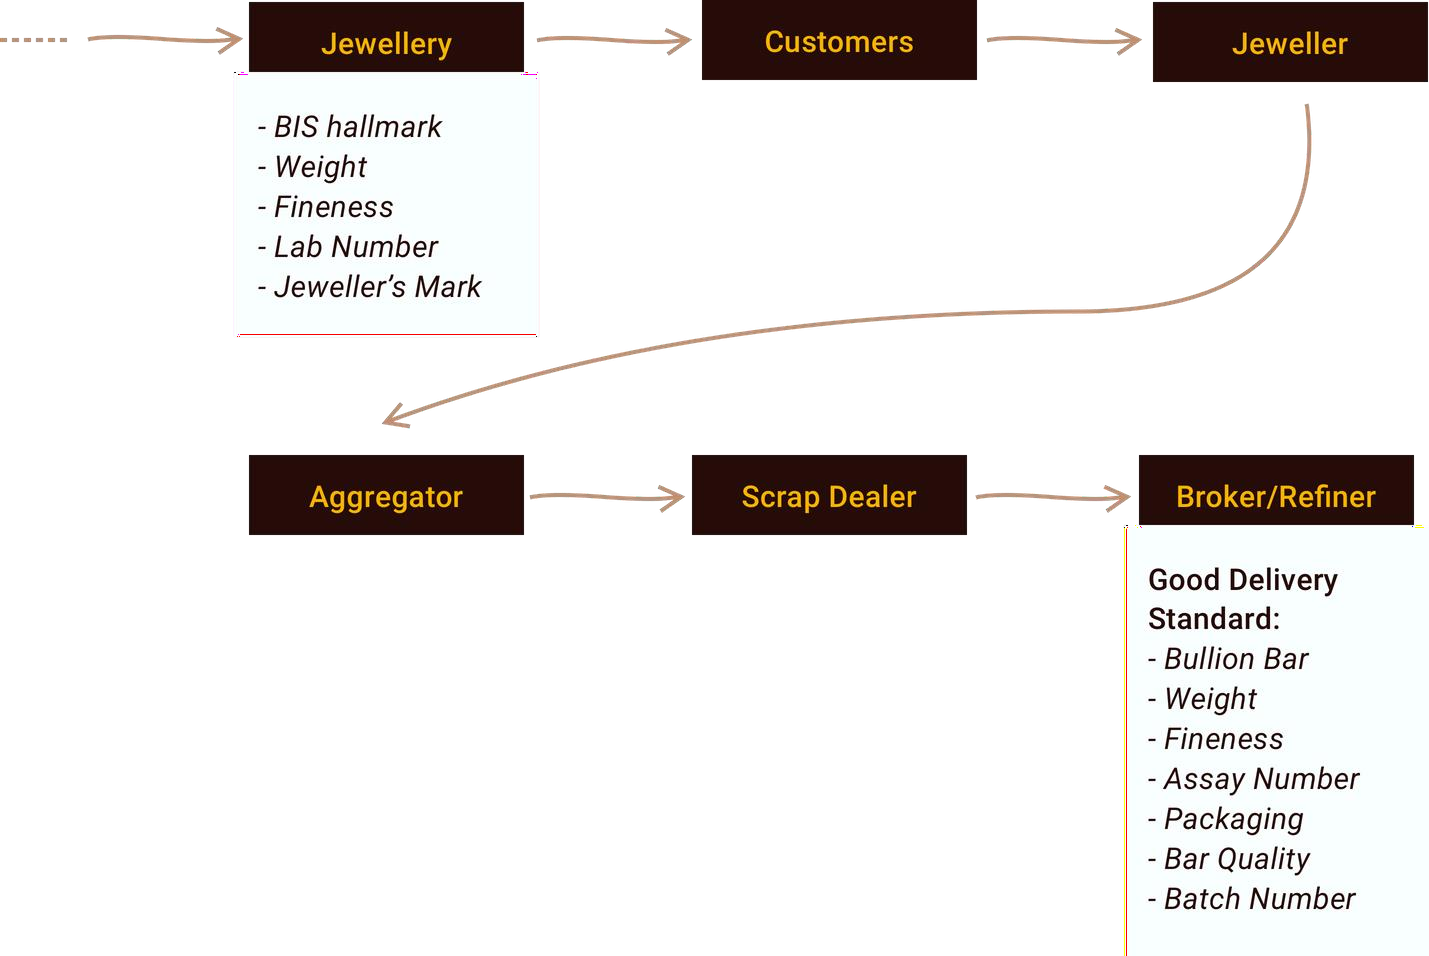 Jewellery
Customers
Jeweller
- BIS hallmark
- Weight
- Fineness
- Lab Number
- Jeweller’s Mark
Aggregator
Scrap Dealer
Broker/Refiner
Good Delivery
Standard:
- Bullion Bar
- Weight
- Fineness
- Assay Number
- Packaging
- Bar Quality
- Batch Number